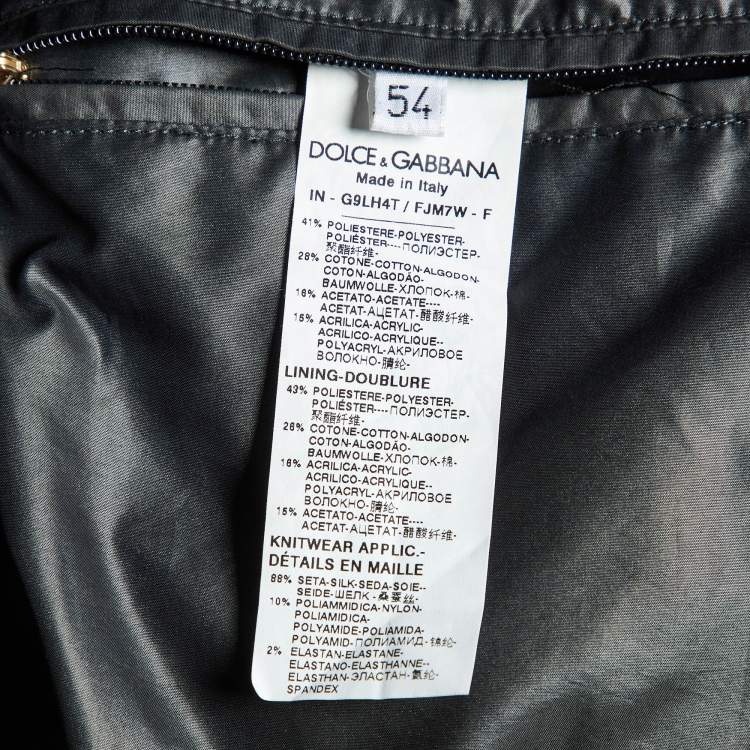 54
DOLCE & GABBANA
Made in Italy
IN - G9LH4T / FJM7W - F
41% POLIESTERE-POLYESTER-
POLIÉSTER----ПОЛИЭСТЕР-
聚酯纤维-
28% COTONE-COTTON-ALGODON-
COTON-ALGODÃO-
BAUMWOLLE-ХЛОПОК-棉-
16% ACETATO-ACETATE----
ACETAT-АЦЕТАТ-醋酸纤维-
15% ACRILICA-ACRYLIC-
ACRILICO-ACRYLIQUE--
POLYACRYL-АКРИЛОВОЕ
ВОЛОКНО-腈纶-
LINING-DOUBLURE
43% POLIESTERE-POLYESTER-
POLIÉSTER----ПОЛИЭСТЕР-
聚酯纤维-
26% COTONE-COTTON-ALGODON-
COTON-ALGODÃO-
BAUMWOLLE-ХЛОПОК-棉-
16% ACRILICA-ACRYLIC-
ACRILICO-ACRYLIQUE--
POLYACRYL-АКРИЛОВОЕ
ВОЛОКНО-腈纶-
15% ACETATO-ACETATE----
ACETAT-АЦЕТАТ-醋酸纤维-
KNITWEAR APPLIC.-
DÉTAILS EN MAILLE
88% SETA-SILK-SEDA-SOIE--
SEIDE-ШЕЛК -桑蚕丝-
10% POLIAMMIDICA-NYLON-
POLIAMIDICA-
POLYAMIDE-POLIAMIDA-
POLYAMID-ПОЛИАМИД-锦纶-
2% ELASTAN-ELASTANE-
ELASTANO-ELASTHANNE--
ELASTHAN-ЭЛАСТАН-氨纶-
SPANDEX